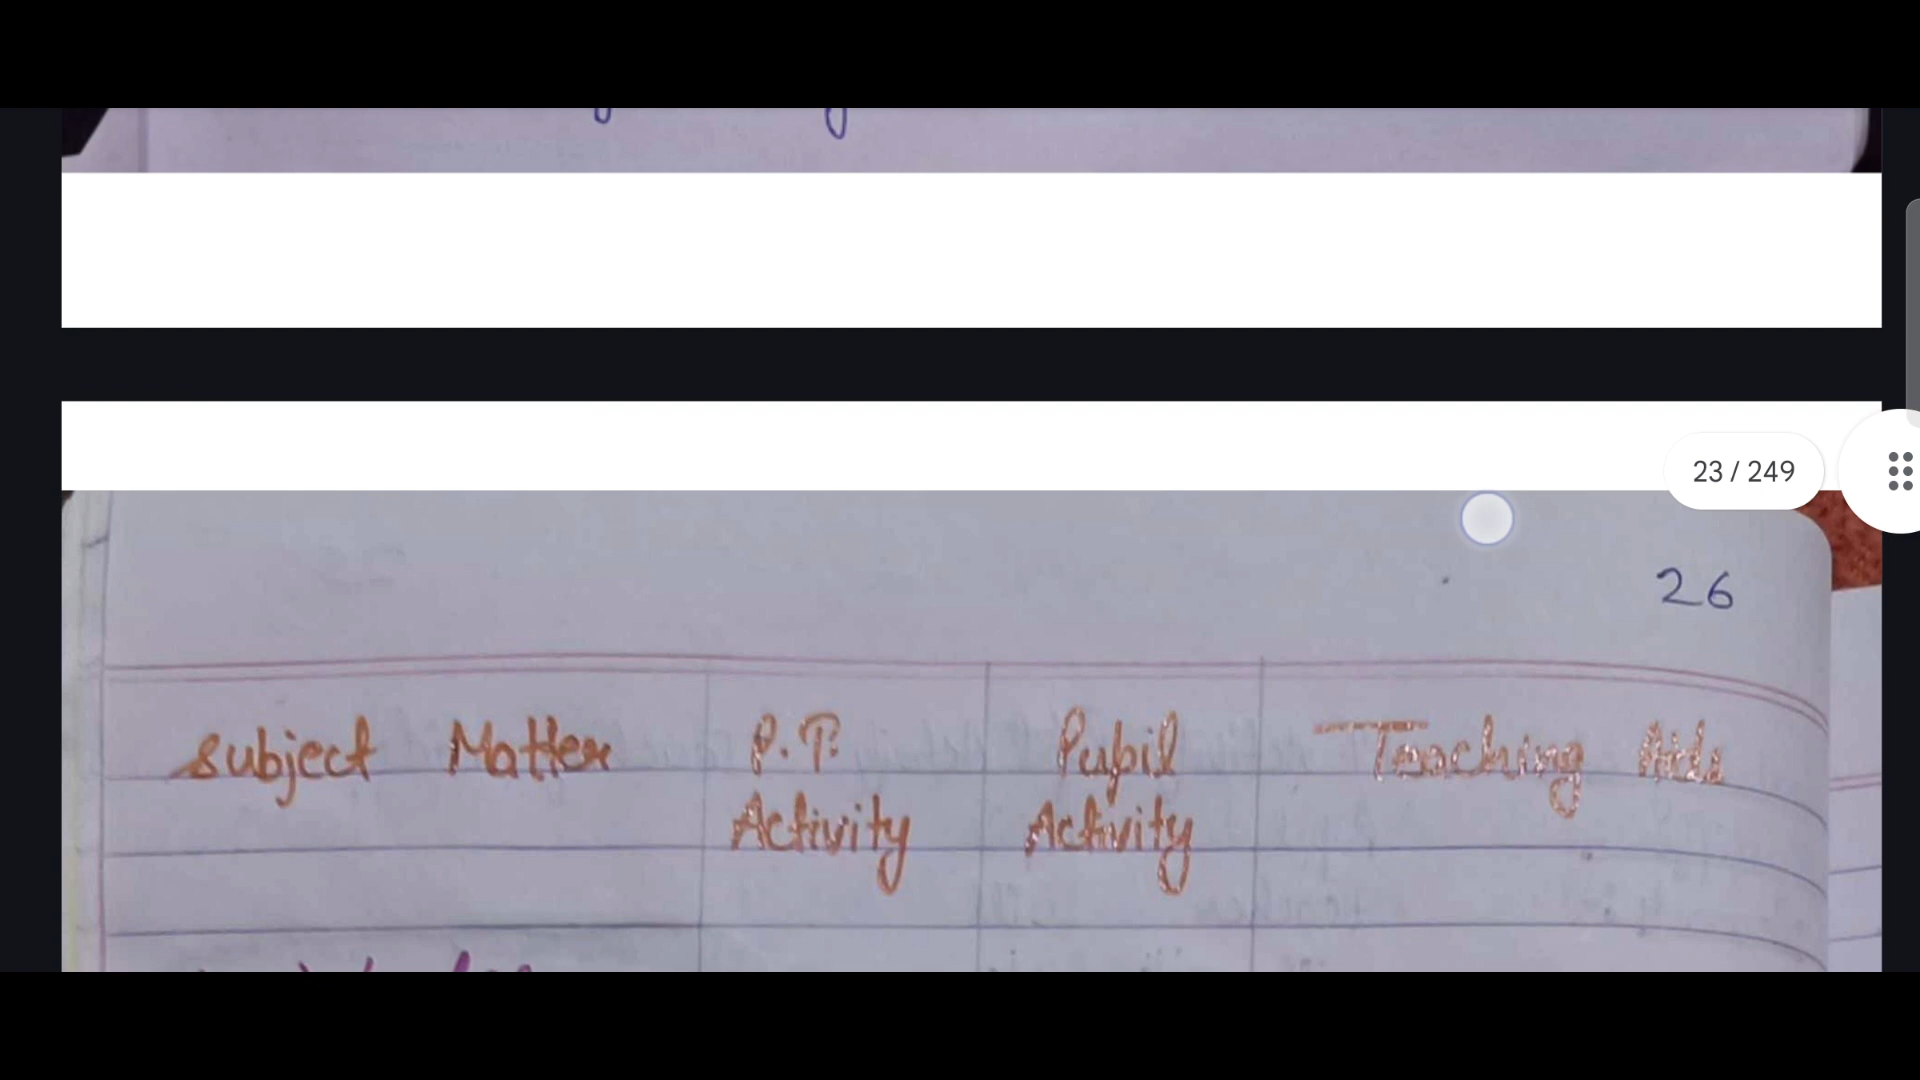 23 / 249
26
Subject Matter
P.T. Activity
Pupil Activity
Teaching Aids